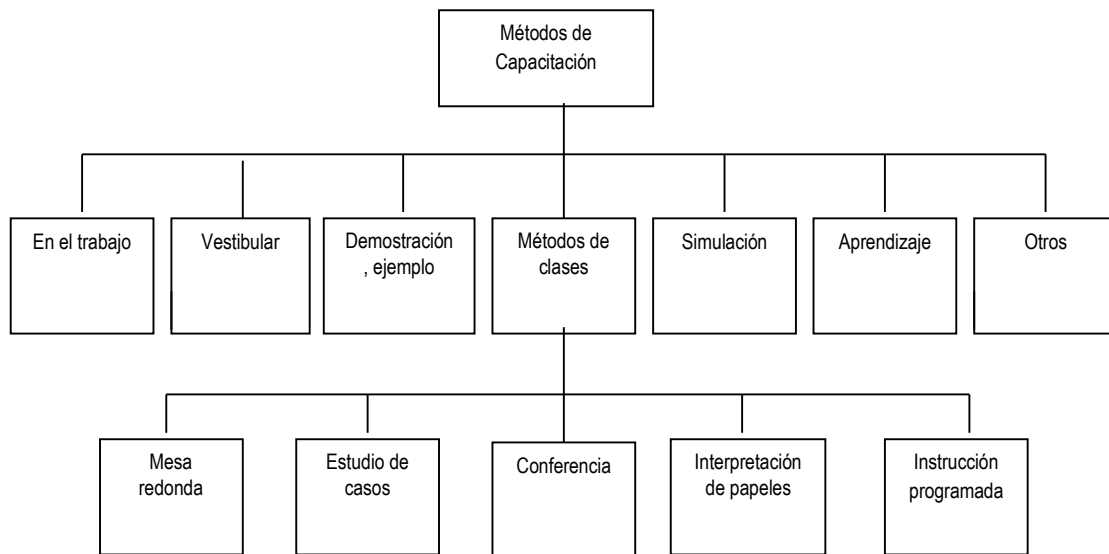 Métodos de
Capacitación
En el trabajo
Vestibular
Demostración
, ejemplo
Métodos de
clases
Simulación
Aprendizaje
Otros
Mesa
redonda
Estudio de
casos
Conferencia
Interpretación
de papeles
Instrucción
programada